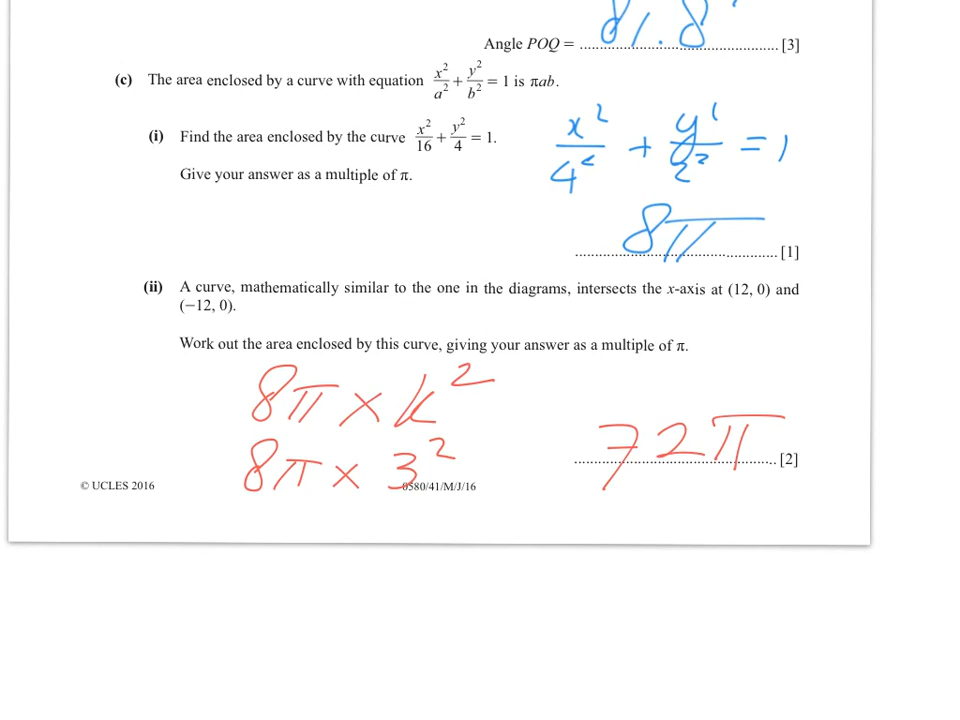 81.8
Angle POQ = ........................................ [3]
(c) The area enclosed by a curve with equation x²/a² + y²/b² = 1 is πab.
(i) Find the area enclosed by the curve x²/16 + y²/4 = 1.
x²/4² + y²/2² = 1
Give your answer as a multiple of π.
8π
........................................ [1]
(ii) A curve, mathematically similar to the one in the diagrams, intersects the x-axis at (12, 0) and
(−12, 0).
Work out the area enclosed by this curve, giving your answer as a multiple of π.
8π × k²
8π × 3²
72π
........................................ [2]
© UCLES 2016 0580/41/M/J/16